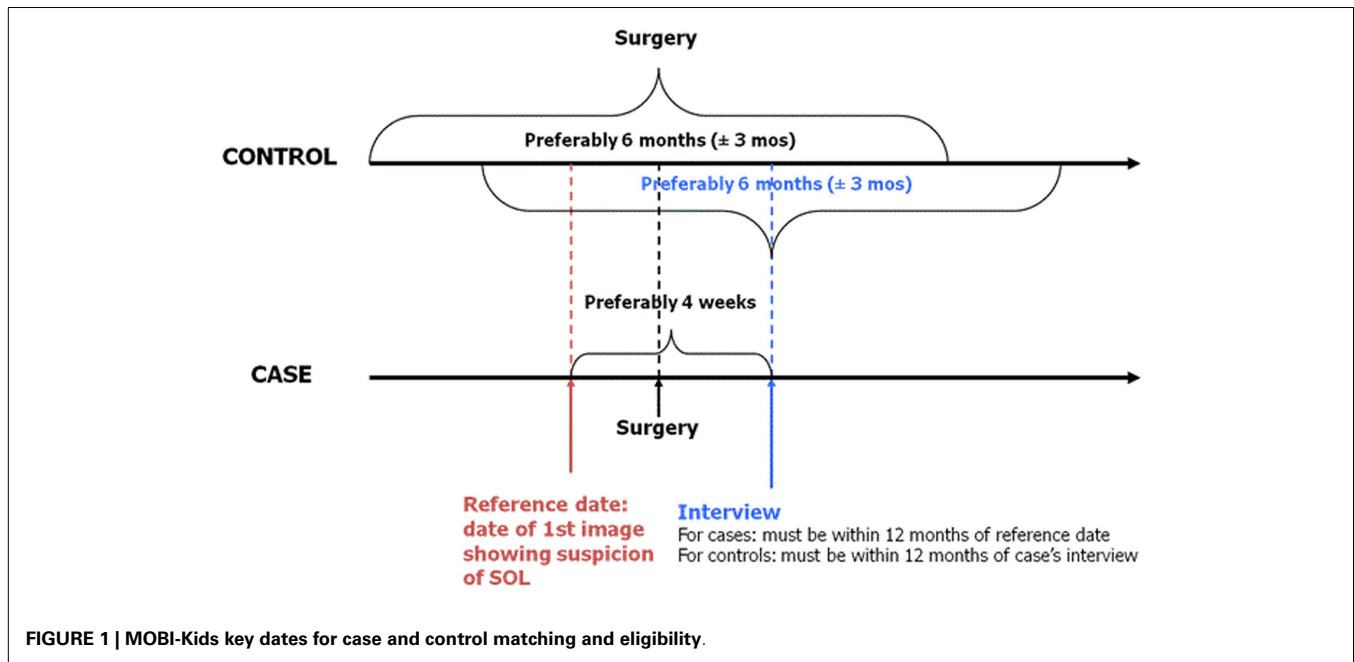 Surgery
Preferably 6 months (± 3 mos)
CONTROL
Preferably 6 months (± 3 mos)
Preferably 4 weeks
CASE
Surgery
Reference date:
date of 1st image
showing suspicion
of SOL
Interview
For cases: must be within 12 months of reference date
For controls: must be within 12 months of case's interview
FIGURE 1 | MOBI-Kids key dates for case and control matching and eligibility.